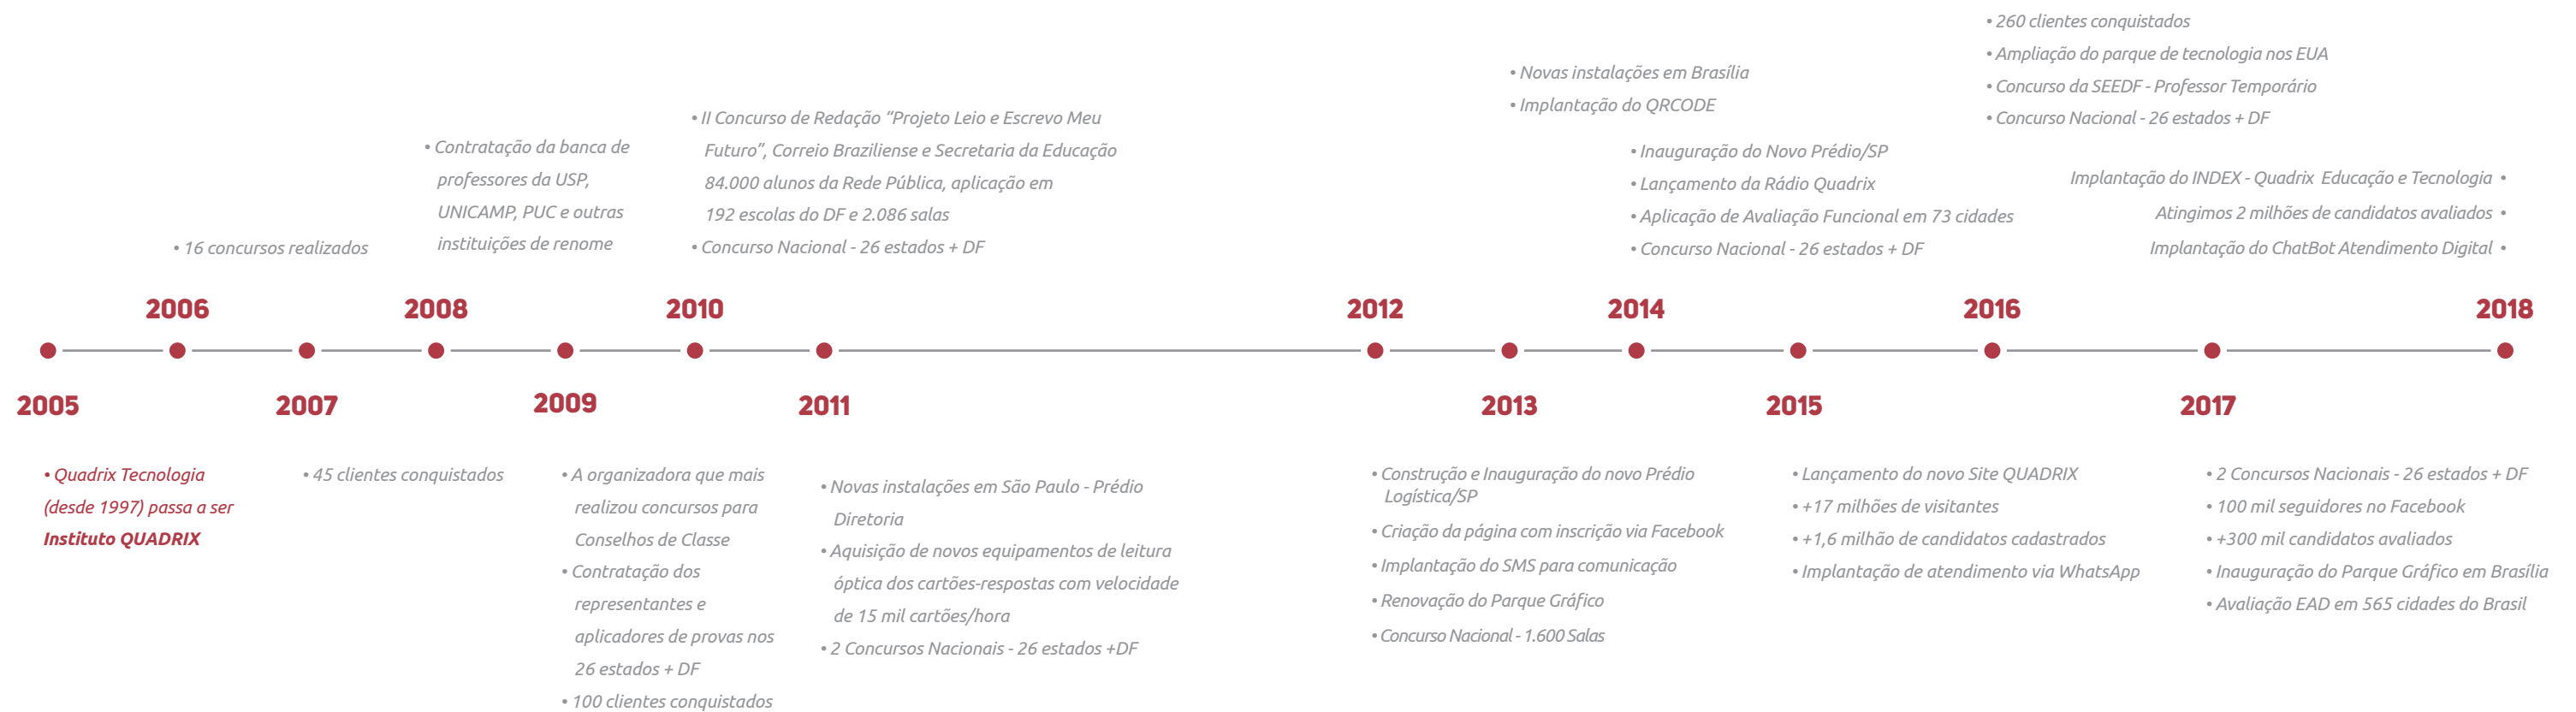 2005
• Quadrix Tecnologia
(desde 1997) passa a ser
Instituto QUADRIX
2006
• 16 concursos realizados
2007
• 45 clientes conquistados
2008
• Contratação da banca de
professores da USP,
UNICAMP, PUC e outras
instituições de renome
2009
• A organizadora que mais
realizou concursos para
Conselhos de Classe
• Contratação dos
representantes e
aplicadores de provas nos
26 estados + DF
• 100 clientes conquistados
2010
• II Concurso de Redação “Projeto Leio e Escrevo Meu
Futuro”, Correio Braziliense e Secretaria da Educação
84.000 alunos da Rede Pública, aplicação em
192 escolas do DF e 2.086 salas
• Concurso Nacional - 26 estados + DF
2011
• Novas instalações em São Paulo - Prédio
Diretoria
• Aquisição de novos equipamentos de leitura
óptica dos cartões-respostas com velocidade
de 15 mil cartões/hora
• 2 Concursos Nacionais - 26 estados +DF
2012
• Construção e Inauguração do novo Prédio
Logística/SP
• Criação da página com inscrição via Facebook
• Implantação do SMS para comunicação
• Renovação do Parque Gráfico
• Concurso Nacional - 1.600 Salas
2013
• Novas instalações em Brasília
• Implantação do QRCODE
2014
• Inauguração do Novo Prédio/SP
• Lançamento da Rádio Quadrix
• Aplicação de Avaliação Funcional em 73 cidades
• Concurso Nacional - 26 estados + DF
2015
• Lançamento do novo Site QUADRIX
• +17 milhões de visitantes
• +1,6 milhão de candidatos cadastrados
• Implantação de atendimento via WhatsApp
2016
• 260 clientes conquistados
• Ampliação do parque de tecnologia nos EUA
• Concurso da SEEDF - Professor Temporário
• Concurso Nacional - 26 estados + DF
2017
• 2 Concursos Nacionais - 26 estados + DF
• 100 mil seguidores no Facebook
• +300 mil candidatos avaliados
• Inauguração do Parque Gráfico em Brasília
• Avaliação EAD em 565 cidades do Brasil
2018
Implantação do INDEX - Quadrix Educação e Tecnologia •
Atingimos 2 milhões de candidatos avaliados •
Implantação do ChatBot Atendimento Digital •